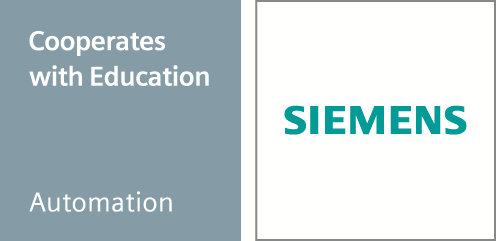 Cooperates
with Education
Automation
SIEMENS